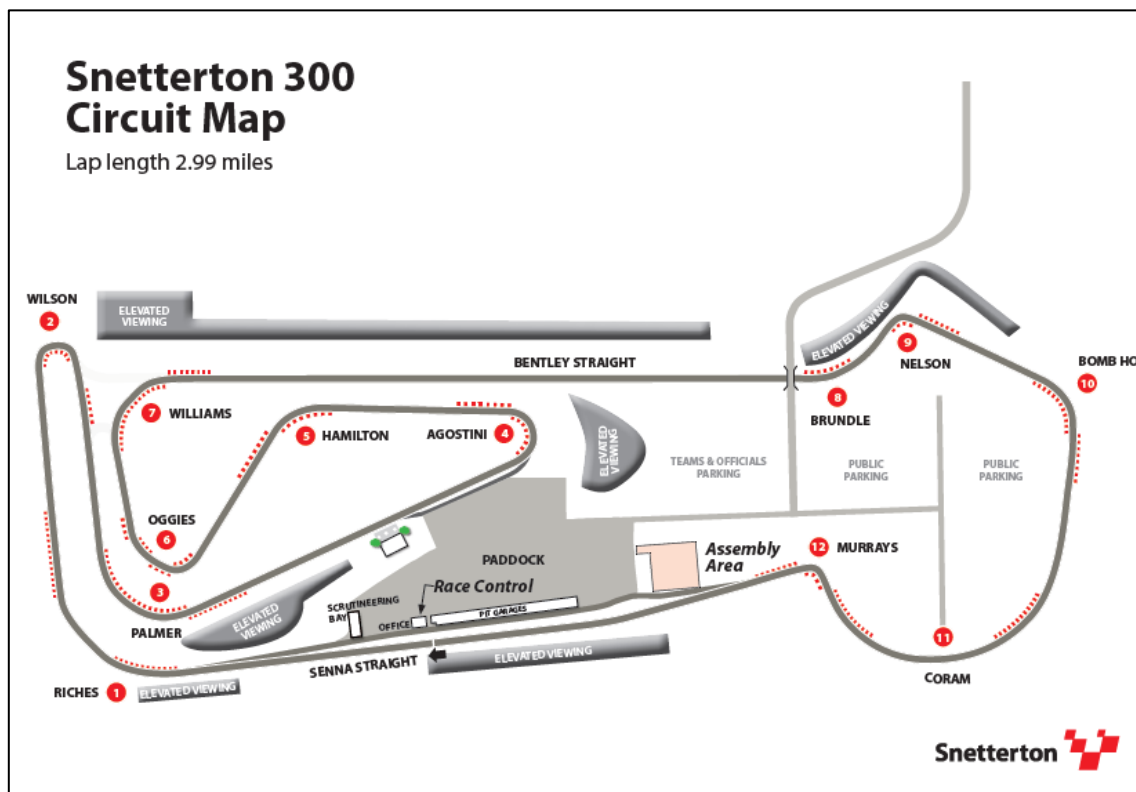 Snetterton 300
Circuit Map
Lap length 2.99 miles
WILSON
2
ELEVATED
VIEWING
ELEVATED VIEWING
9
NELSON
BOMB HO
10
BENTLEY STRAIGHT
7
WILLIAMS
5
HAMILTON
AGOSTINI
4
8
BRUNDLE
ELEVATED
VIEWING
TEAMS & OFFICIALS
PARKING
PUBLIC
PARKING
PUBLIC
PARKING
OGGIES
6
3
PALMER
12
MURRAYS
Assembly
Area
PADDOCK
Race Control
SCRUTINEERING
BAY
OFFICE
PIT GARAGES
ELEVATED
VIEWING
SENNA STRAIGHT
ELEVATED VIEWING
11
CORAM
RICHES
1
ELEVATED VIEWING
Snetterton